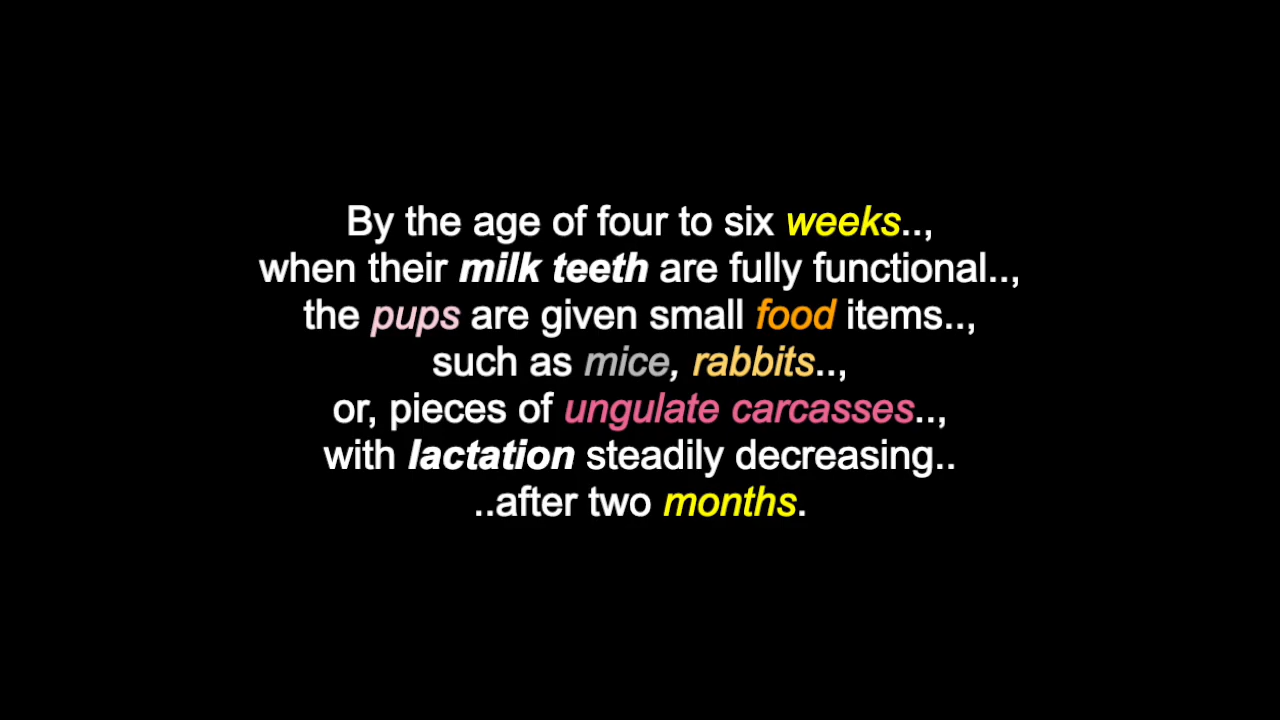 By the age of four to six weeks..,
when their milk teeth are fully functional..,
the pups are given small food items..,
such as mice, rabbits..,
or, pieces of ungulate carcasses..,
with lactation steadily decreasing..
..after two months.